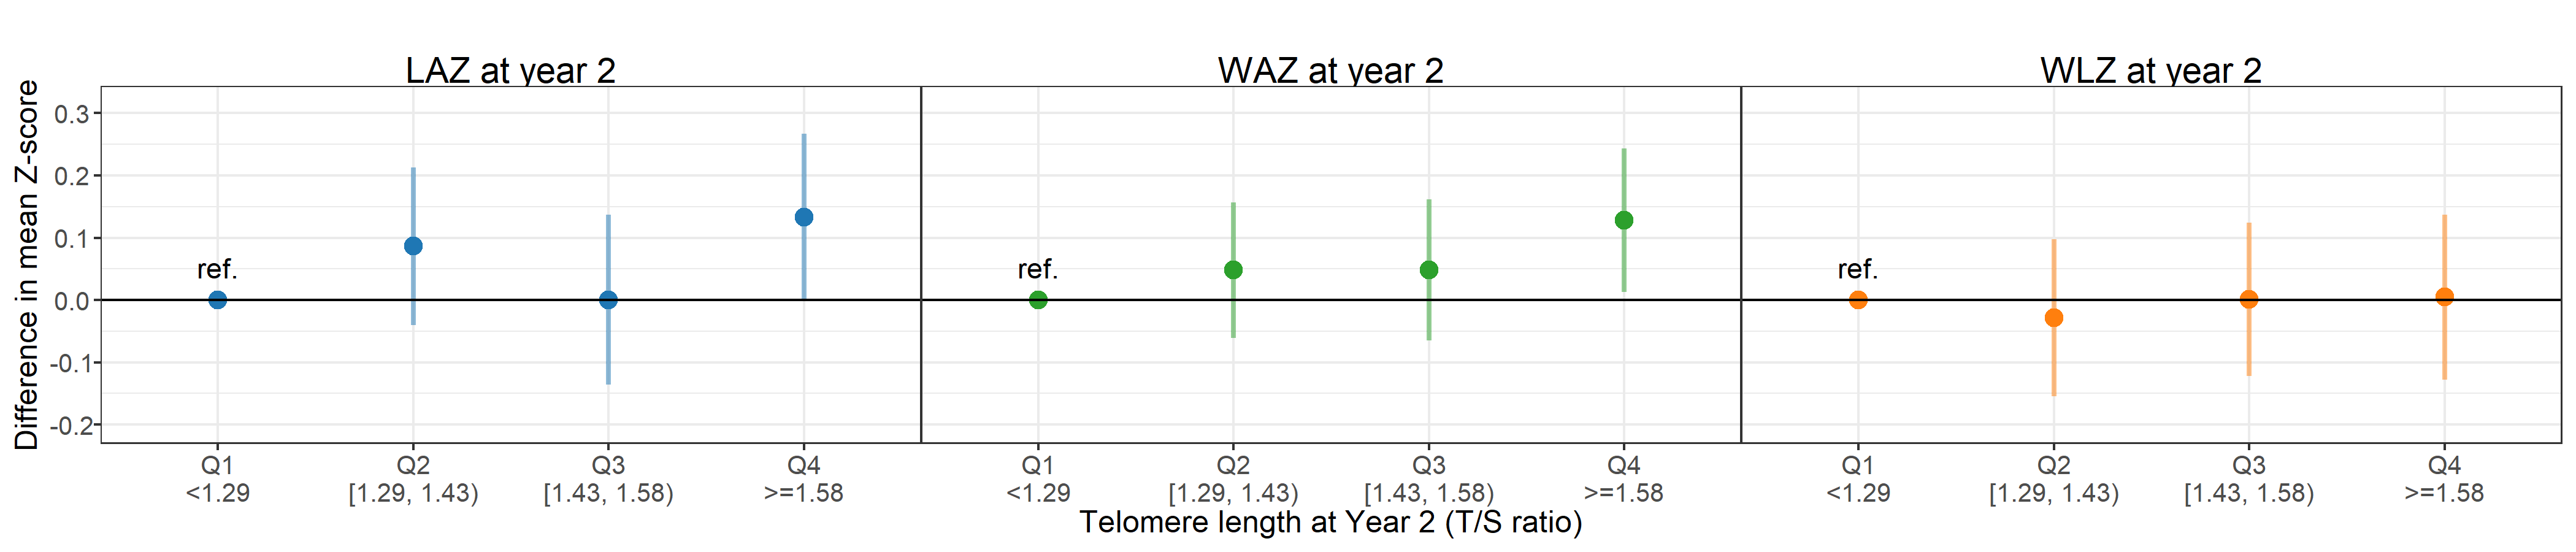 LAZ at year 2
WAZ at year 2
WLZ at year 2
Difference in mean Z-score
0.3
0.2
0.1
0.0
-0.1
-0.2
ref.
ref.
ref.
Q1
<1.29
Q2
[1.29, 1.43)
Q3
[1.43, 1.58)
Q4
>=1.58
Q1
<1.29
Q2
[1.29, 1.43)
Q3
[1.43, 1.58)
Q4
>=1.58
Q1
<1.29
Q2
[1.29, 1.43)
Q3
[1.43, 1.58)
Q4
>=1.58
Telomere length at Year 2 (T/S ratio)